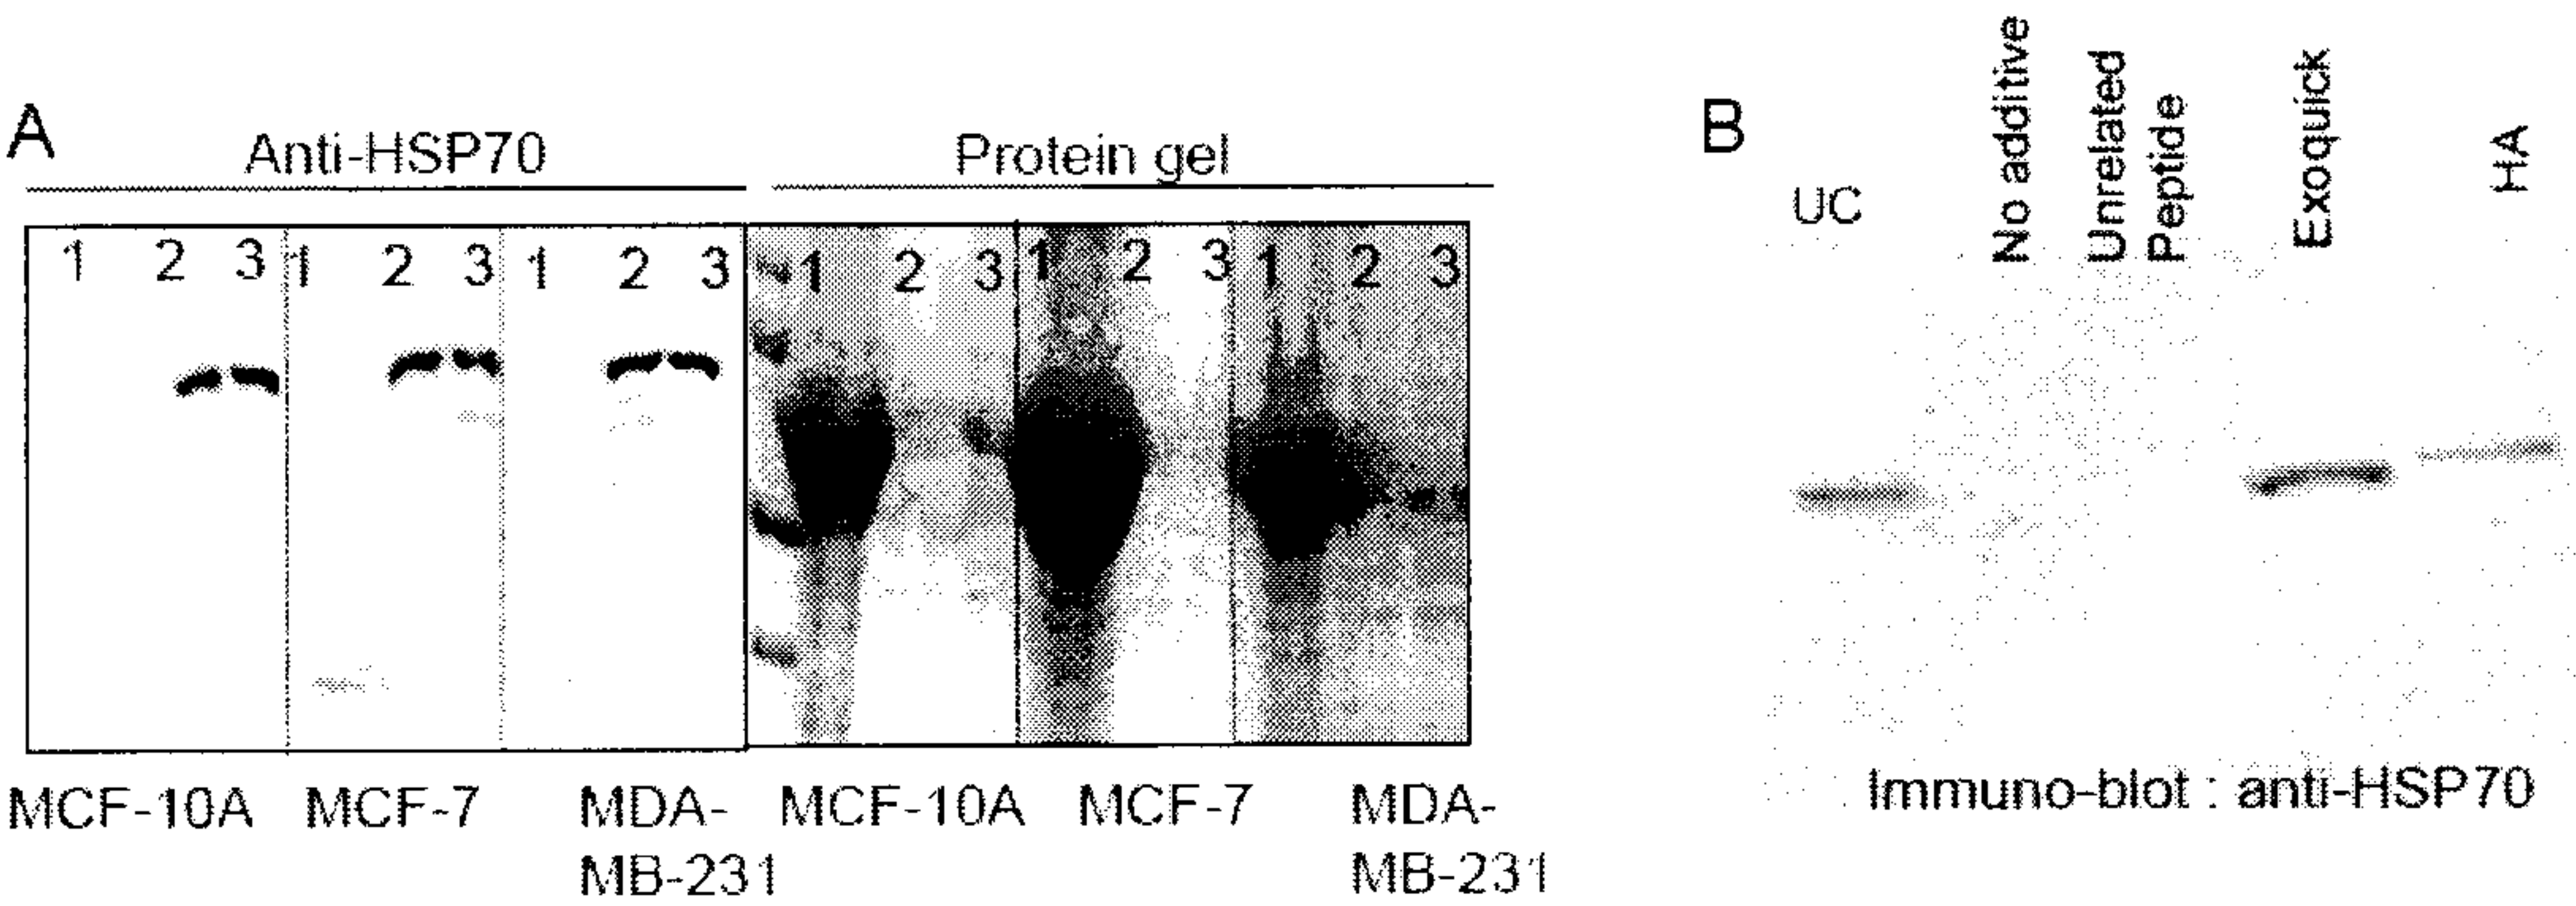 A
Anti-HSP70
Protein gel
1 2 3 1 2 3 1 2 3
1 2 3 1 2 3 1 2 3
MCF-10A
MCF-7
MDA-
MB-231
MCF-10A
MCF-7
MDA-
MB-231
B
UC
No additive
Unrelated
Peptide
Exoquick
HA
Immuno-blot : anti-HSP70